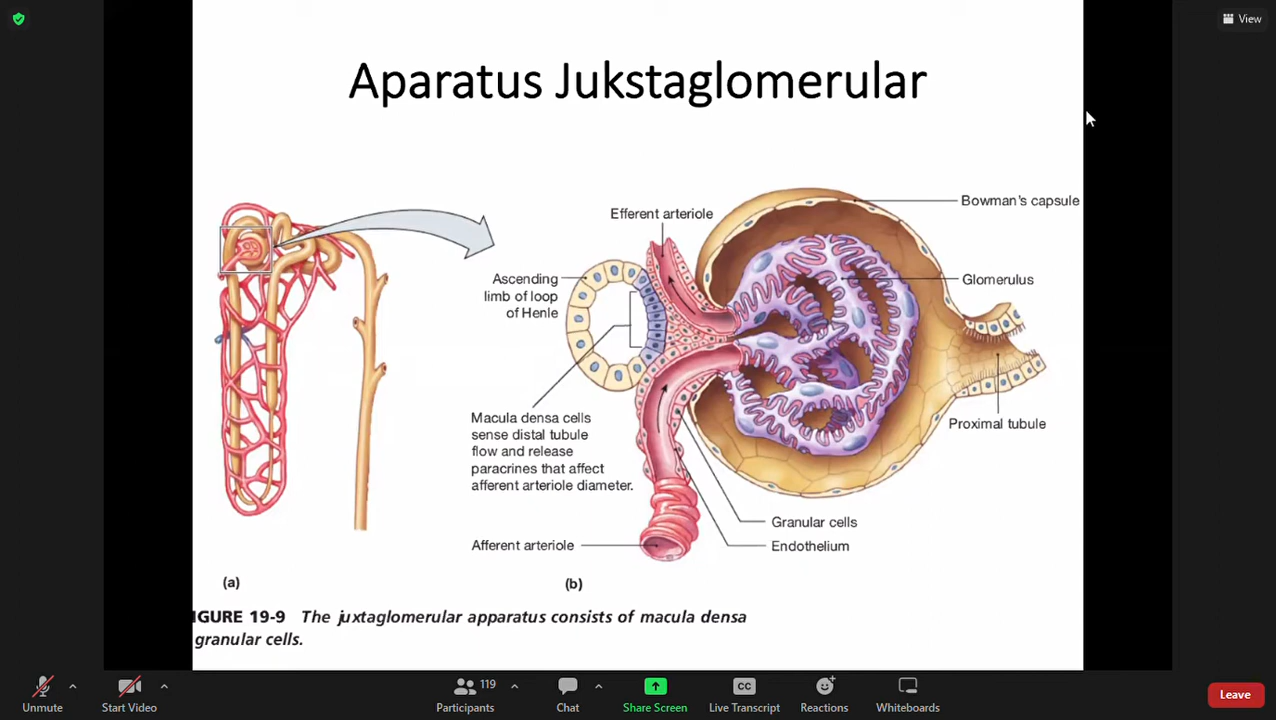 View
Aparatus Jukstaglomerular
Efferent arteriole
Bowman's capsule
Ascending
limb of loop
of Henle
Glomerulus
Macula densa cells
sense distal tubule
flow and release
paracrines that affect
afferent arteriole diameter.
Proximal tubule
Granular cells
Afferent arteriole
Endothelium
(a)
(b)
IGURE 19-9 The juxtaglomerular apparatus consists of macula densa
granular cells.
119
Unmute
Start Video
Participants
Chat
Share Screen
CC
Live Transcript
Reactions
Whiteboards
Leave